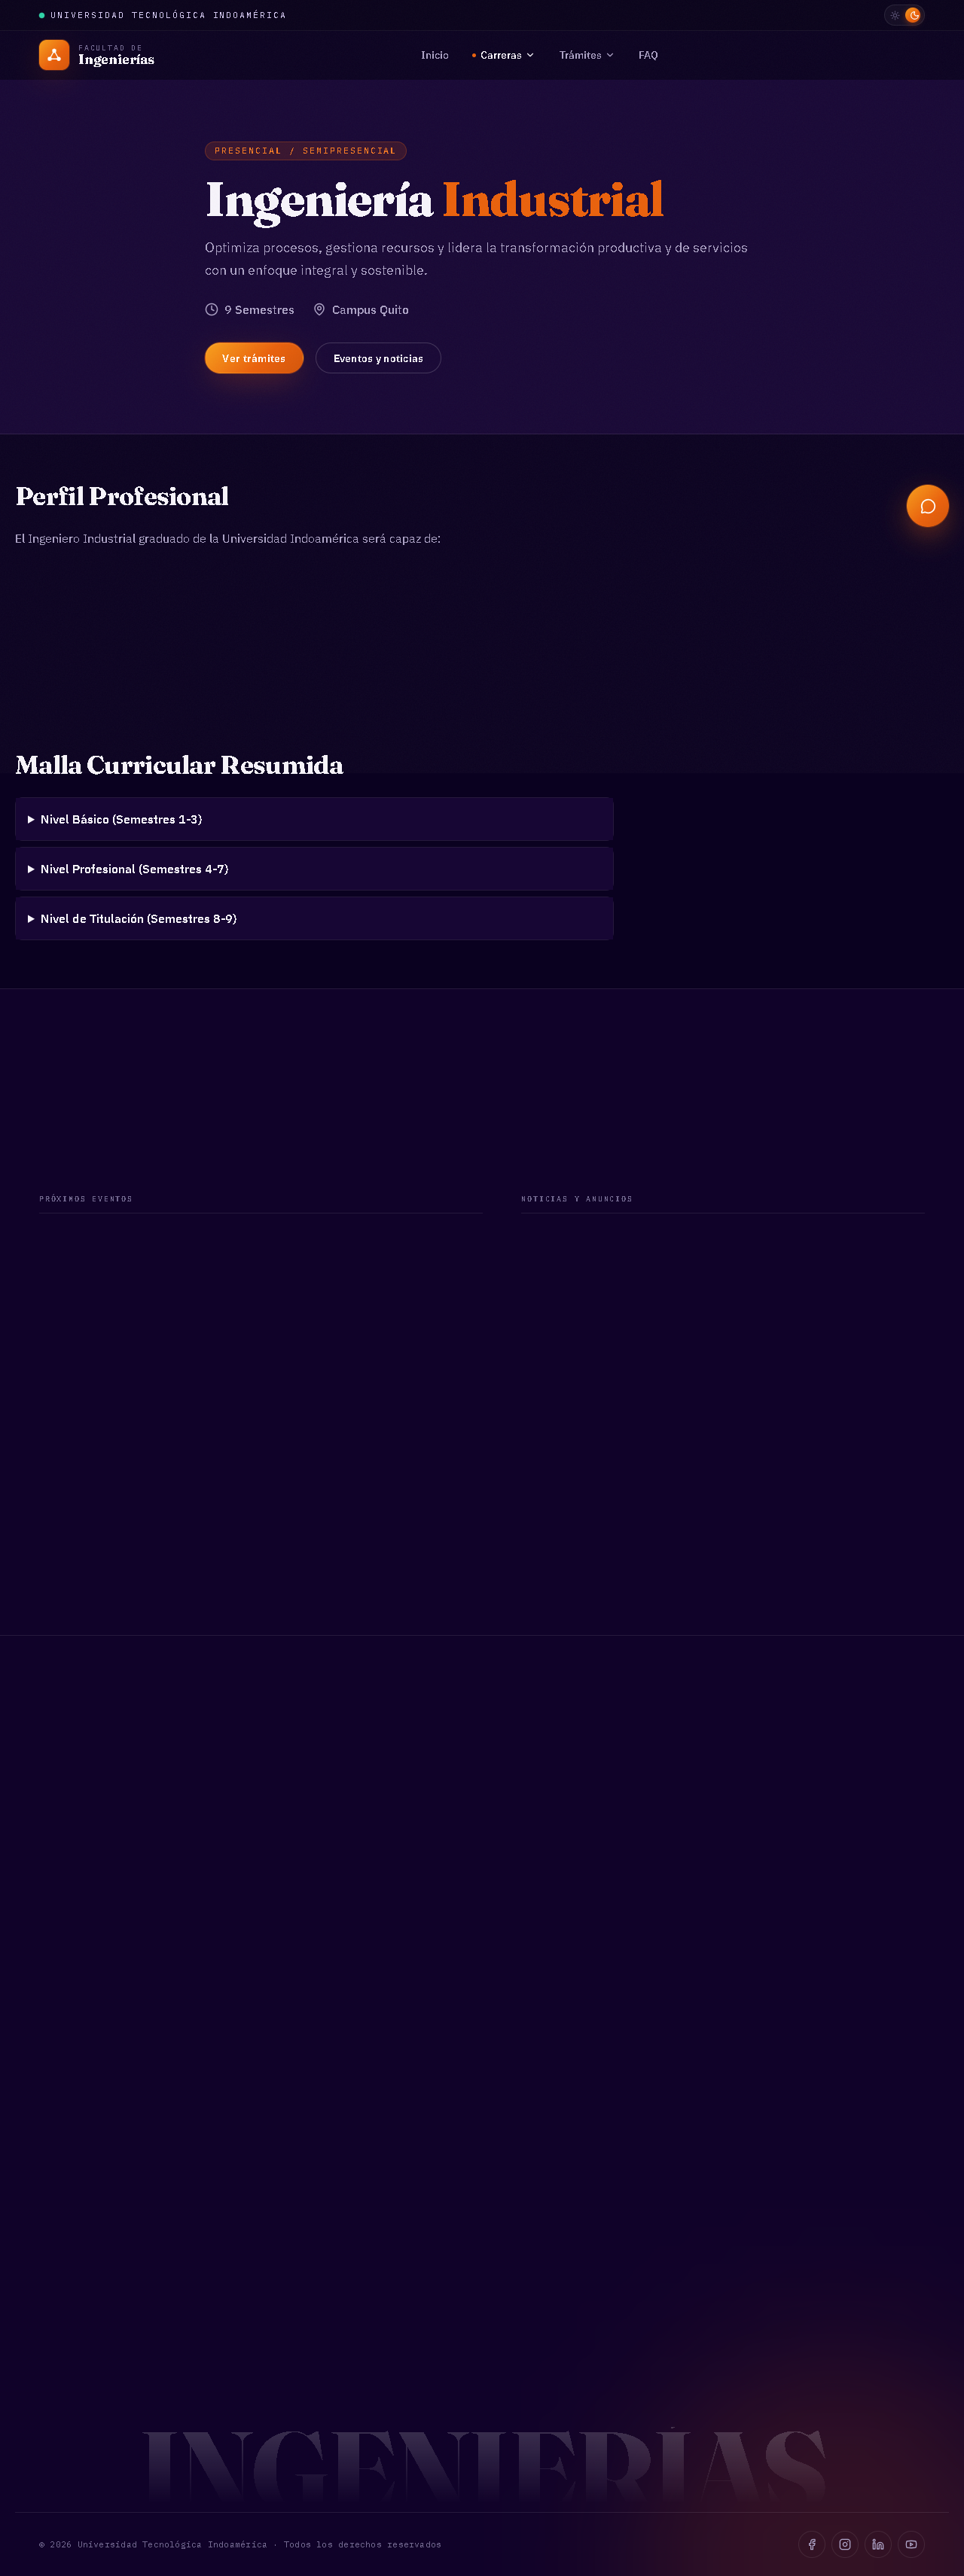 UNIVERSIDAD TECNOLÓGICA INDOAMÉRICA
FACULTAD DE
Ingenierías
Inicio
Carreras
Trámites
FAQ
PRESENCIAL / SEMIPRESENCIAL
Ingeniería Industrial
Optimiza procesos, gestiona recursos y lidera la transformación productiva y de servicios
con un enfoque integral y sostenible.
9 Semestres
Campus Quito
Ver trámites
Eventos y noticias
Perfil Profesional
El Ingeniero Industrial graduado de la Universidad Indoamérica será capaz de:
Malla Curricular Resumida
Nivel Básico (Semestres 1-3)
Nivel Profesional (Semestres 4-7)
Nivel de Titulación (Semestres 8-9)
PRÓXIMOS EVENTOS
NOTICIAS Y ANUNCIOS
INGENIERÍAS
© 2026 Universidad Tecnológica Indoamérica · Todos los derechos reservados